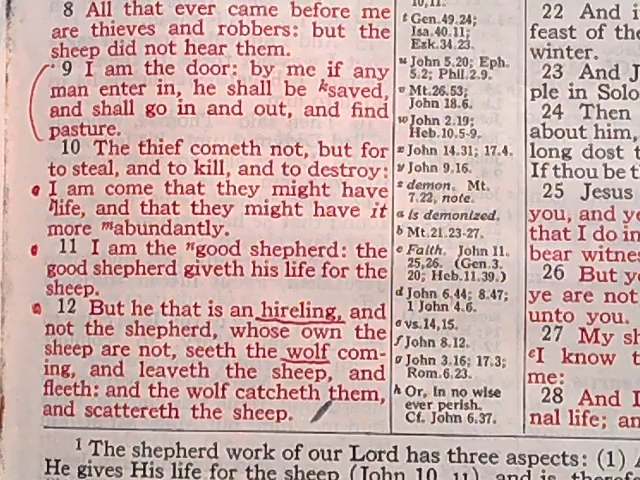 8 All that ever came before me
are thieves and robbers: but the
sheep did not hear them.
9 I am the door: by me if any
man enter in, he shall be ᵏsaved,
and shall go in and out, and find
pasture.
10 The thief cometh not, but for
to steal, and to kill, and to destroy:
I am come that they might have
ˡlife, and that they might have it
more ᵐabundantly.
11 I am the ⁿgood shepherd: the
good shepherd giveth his life for the
sheep.
12 But he that is an hireling, and
not the shepherd, whose own the
sheep are not, seeth the wolf com-
ing, and leaveth the sheep, and
fleeth: and the wolf catcheth them,
and scattereth the sheep.
10,11.
t Gen.49.24;
Isa.40.11;
Ezk.34.23.
u John 5.20; Eph.
5.2; Phil.2.9.
v Mt.26.53;
John 18.6.
w John 2.19;
Heb.10.5-9.
x John 14.31; 17.4.
y John 9.16.
z demon. Mt.
7.22, note.
a is demonized.
b Mt.21.23-27.
c Faith. John 11.
25,26. (Gen.3.
20; Heb.11.39.)
d John 6.44; 8.47;
1 John 4.6.
e vs.14,15.
f John 8.12.
g John 3.16; 17.3;
Rom.6.23.
h Or, in no wise
ever perish.
Cf. John 6.37.
22 And i
feast of the
winter.
23 And J
ple in Solo
24 Then
about him,
long dost t
If thou be t
25 Jesus
you, and ye
that I do in
bear witnes
26 But y
ye are not
unto you.
27 My sh
ᵉI know t
me:
28 And I
nal life; an
1 The shepherd work of our Lord has three aspects: (1)
He gives His life for the sheep (John 10. 11), and is, therefo